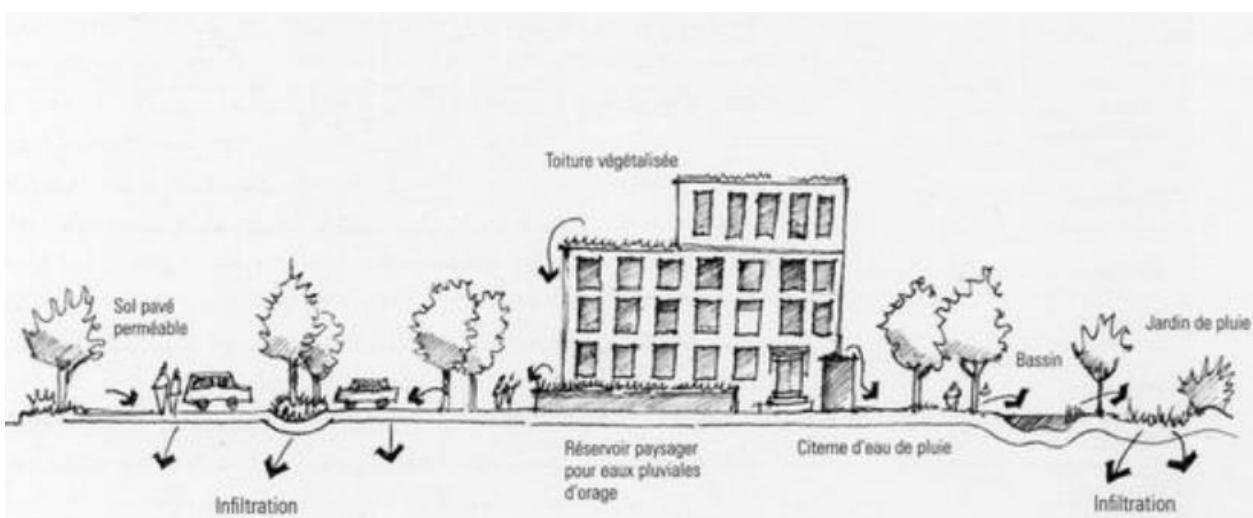 Toiture végétalisée
Sol pavé
perméable
Jardin de pluie
Bassin
Réservoir paysager
pour eaux pluviales
d'orage
Citerne d'eau de pluie
Infiltration
Infiltration